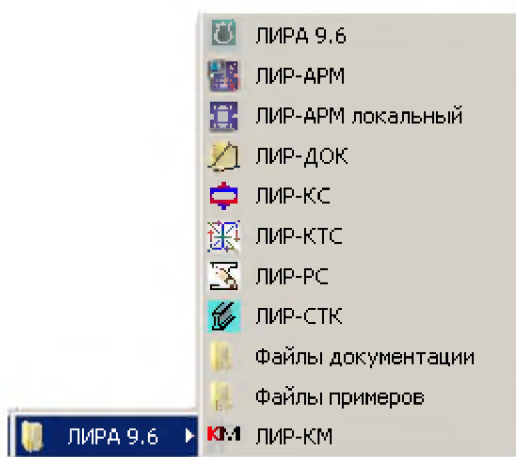 ЛИРА 9.6
ЛИР-АРМ
ЛИР-АРМ локальный
ЛИР-ДОК
ЛИР-КС
ЛИР-КТС
ЛИР-РС
ЛИР-СТК
Файлы документации
Файлы примеров
ЛИРА 9.6
КМ ЛИР-КМ